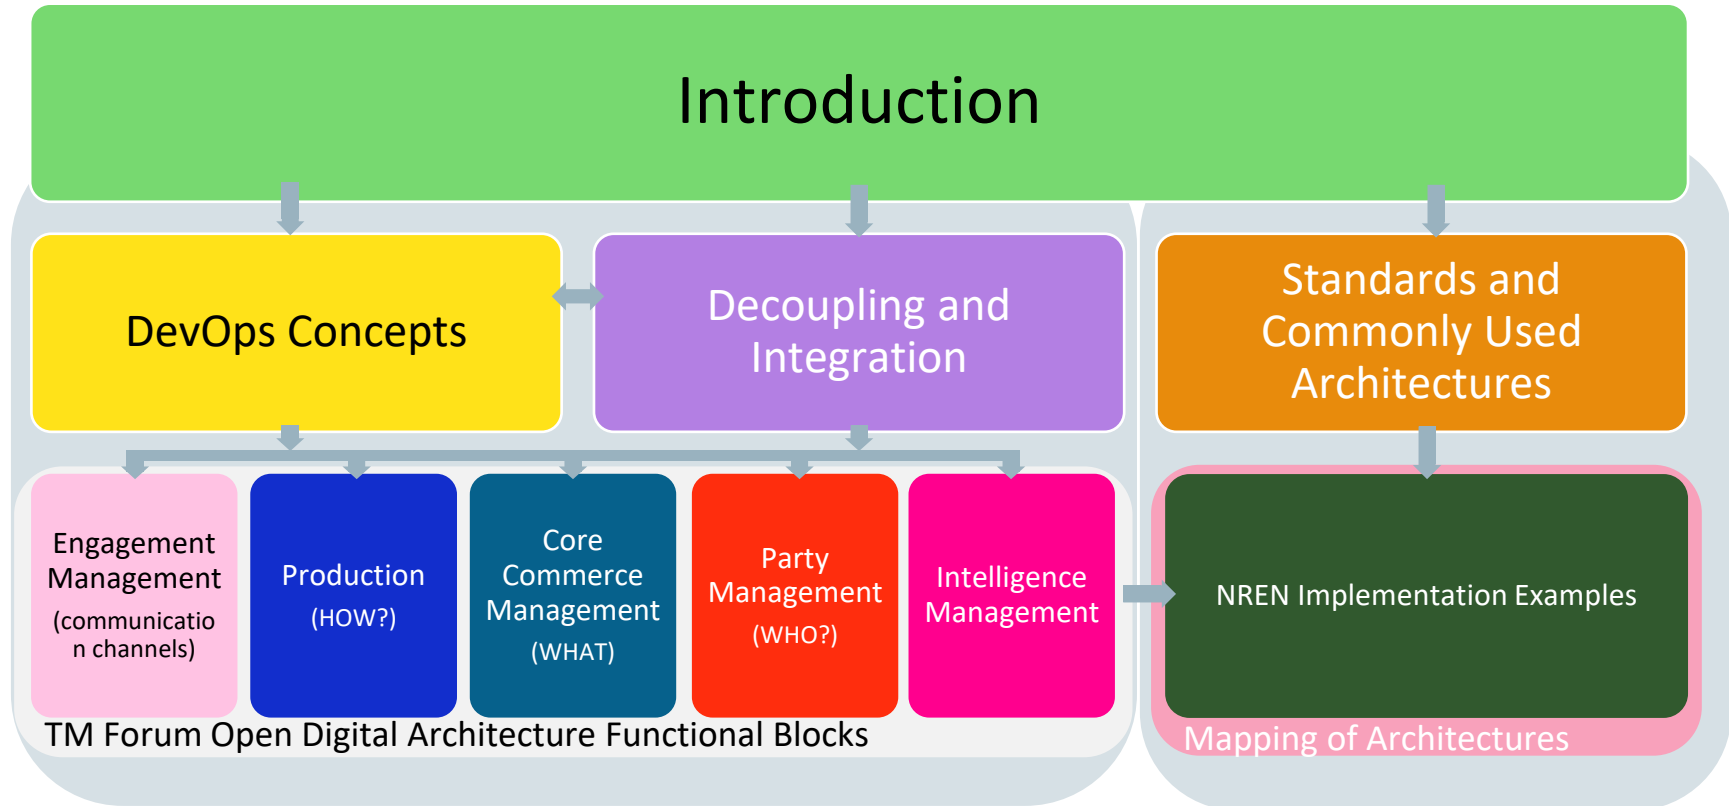 Introduction
DevOps Concepts
Decoupling and
Integration
Standards and
Commonly Used
Architectures
Engagement
Management
(communicatio
n channels)
Production
(HOW?)
Core
Commerce
Management
(WHAT)
Party
Management
(WHO?)
Intelligence
Management
NREN Implementation Examples
TM Forum Open Digital Architecture Functional Blocks
Mapping of Architectures